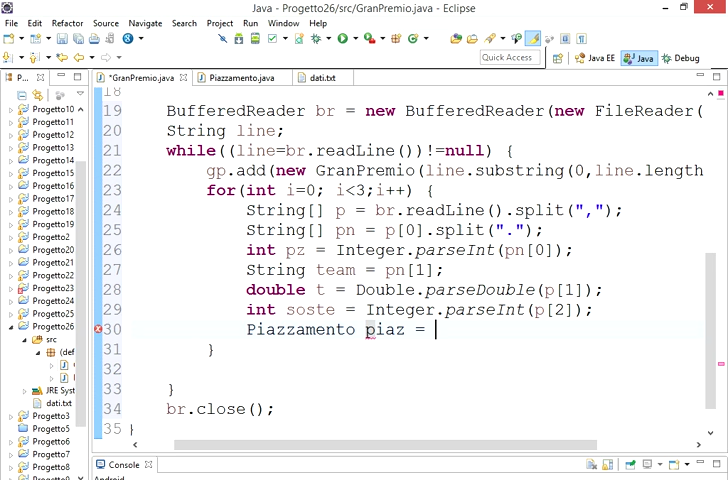 Java - Progetto26/src/GranPremio.java - Eclipse
File Edit Refactor Source Navigate Search Project Run Window Help
Quick Access Java EE Java Debug
P... *GranPremio.java Piazzamento.java dati.txt
Progetto10
Progetto11
Progetto12
Progetto13
Progetto14
Progetto15
Progetto16
Progetto17
Progetto18
Progetto19
Progetto2
Progetto20
Progetto21
Progetto22
Progetto23
Progetto24
Progetto25
Progetto26
src
(def
JRE Syst
dati.txt
Progetto3
Progetto5
Progetto6
Progetto7
Progetto8
18
19 BufferedReader br = new BufferedReader(new FileReader(
20 String line;
21 while((line=br.readLine())!=null) {
22 gp.add(new GranPremio(line.substring(0,line.length
23 for(int i=0; i<3;i++) {
24 String[] p = br.readLine().split(",");
25 String[] pn = p[0].split(".");
26 int pz = Integer.parseInt(pn[0]);
27 String team = pn[1];
28 double t = Double.parseDouble(p[1]);
29 int soste = Integer.parseInt(p[2]);
30 Piazzamento piaz =
31 }
32
33 }
34 br.close();
35 }
Console
Android